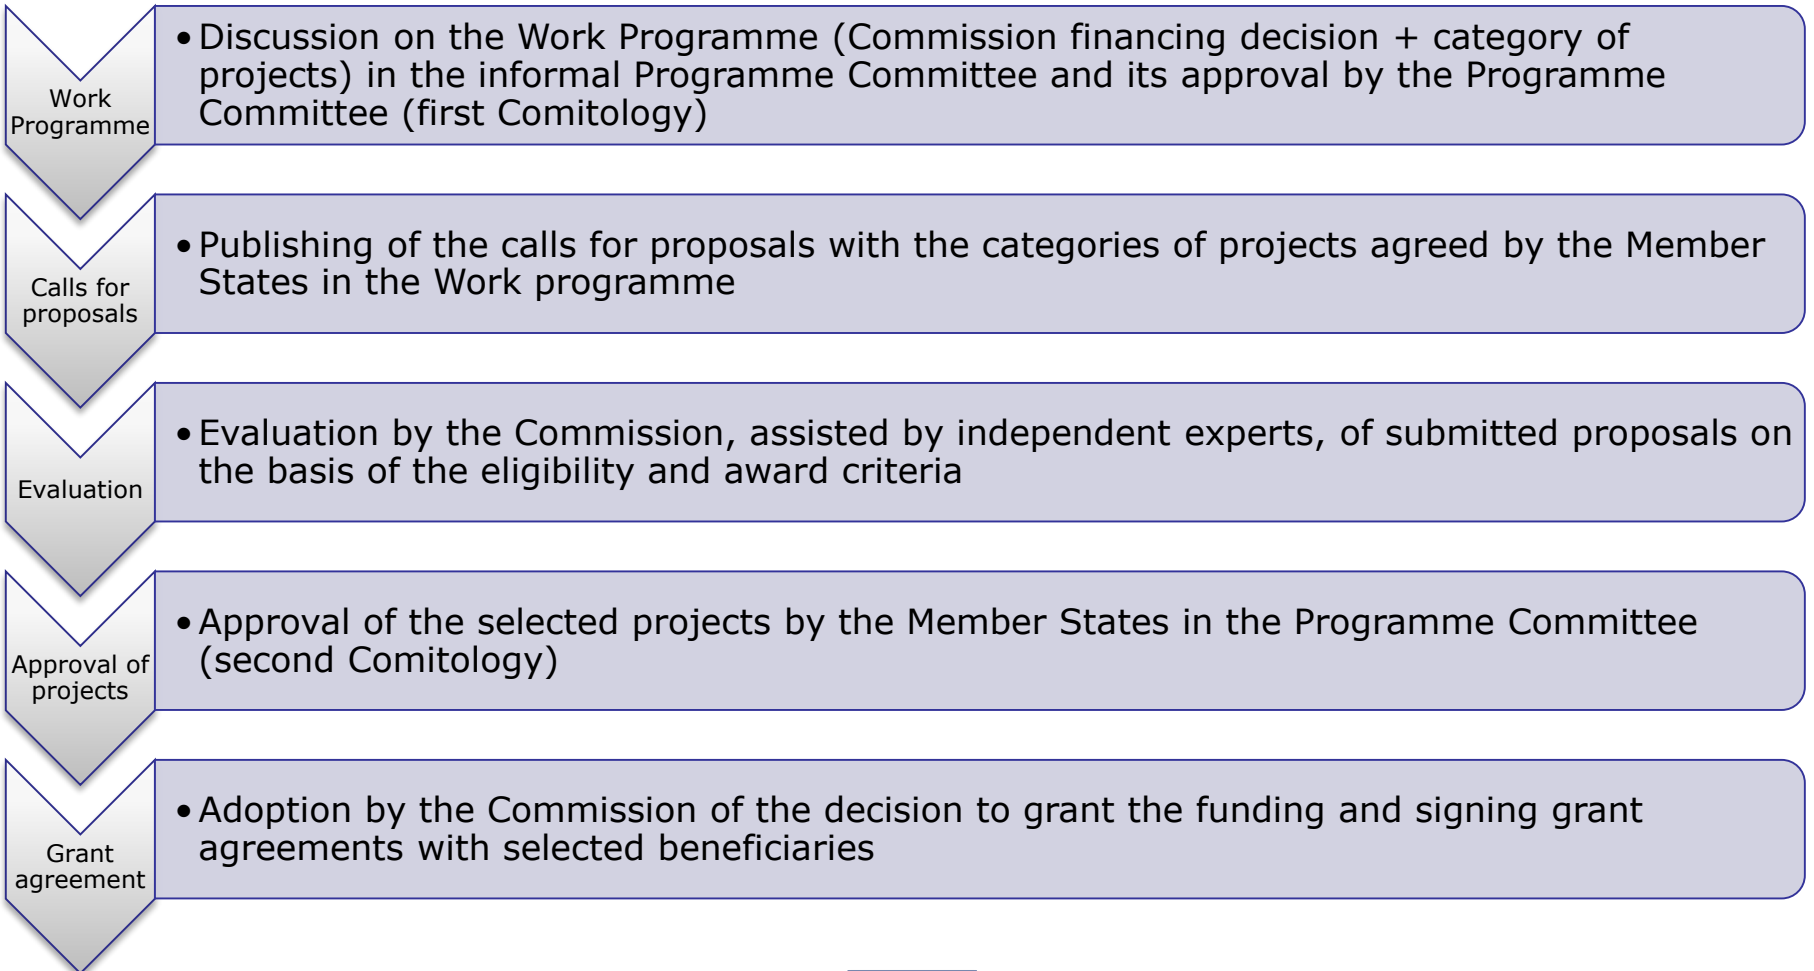 Work
Programme
• Discussion on the Work Programme (Commission financing decision + category of
projects) in the informal Programme Committee and its approval by the Programme
Committee (first Comitology)
Calls for
proposals
• Publishing of the calls for proposals with the categories of projects agreed by the Member
States in the Work programme
Evaluation
• Evaluation by the Commission, assisted by independent experts, of submitted proposals on
the basis of the eligibility and award criteria
Approval of
projects
• Approval of the selected projects by the Member States in the Programme Committee
(second Comitology)
Grant
agreement
• Adoption by the Commission of the decision to grant the funding and signing grant
agreements with selected beneficiaries